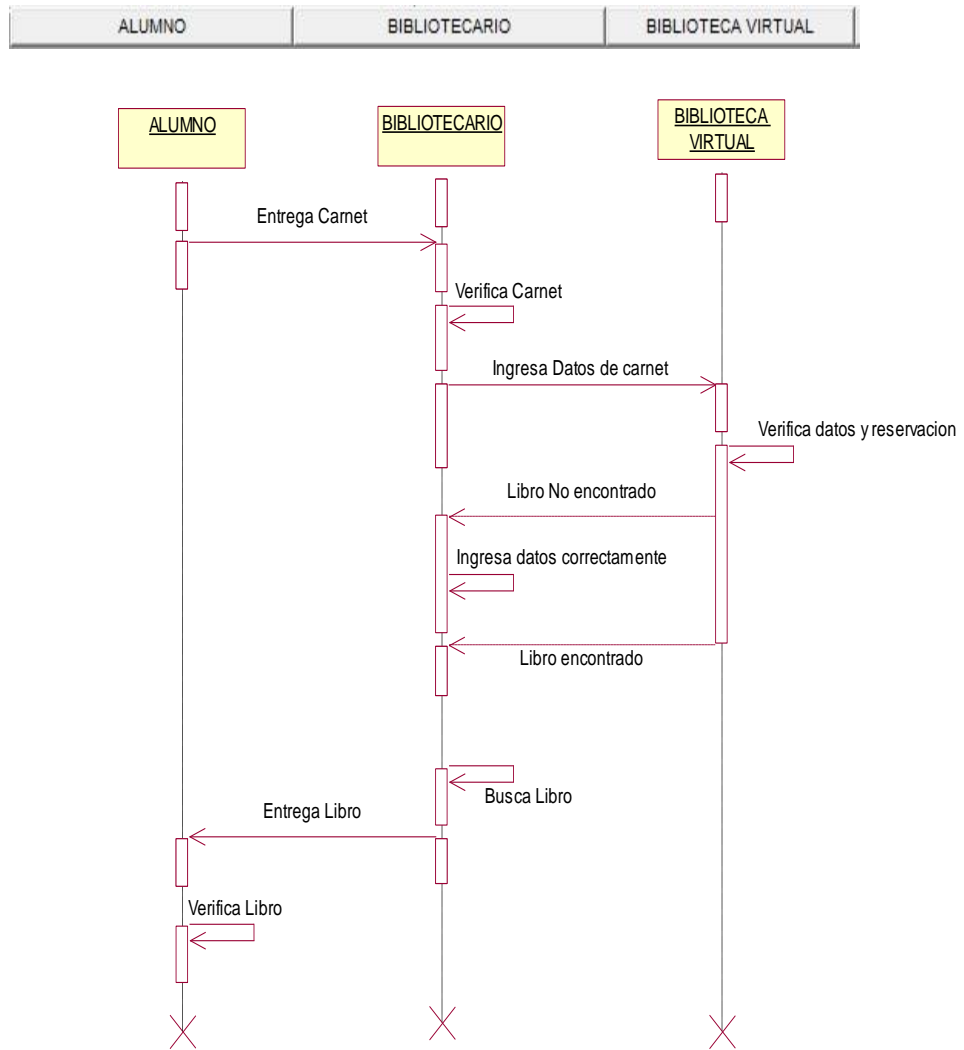 ALUMNO
BIBLIOTECARIO
BIBLIOTECA VIRTUAL
ALUMNO
BIBLIOTECARIO
BIBLIOTECA
VIRTUAL
Entrega Carnet
Verifica Carnet
Ingresa Datos de carnet
Verifica datos y reservacion
Libro No encontrado
Ingresa datos correctamente
Libro encontrado
Busca Libro
Entrega Libro
Verifica Libro